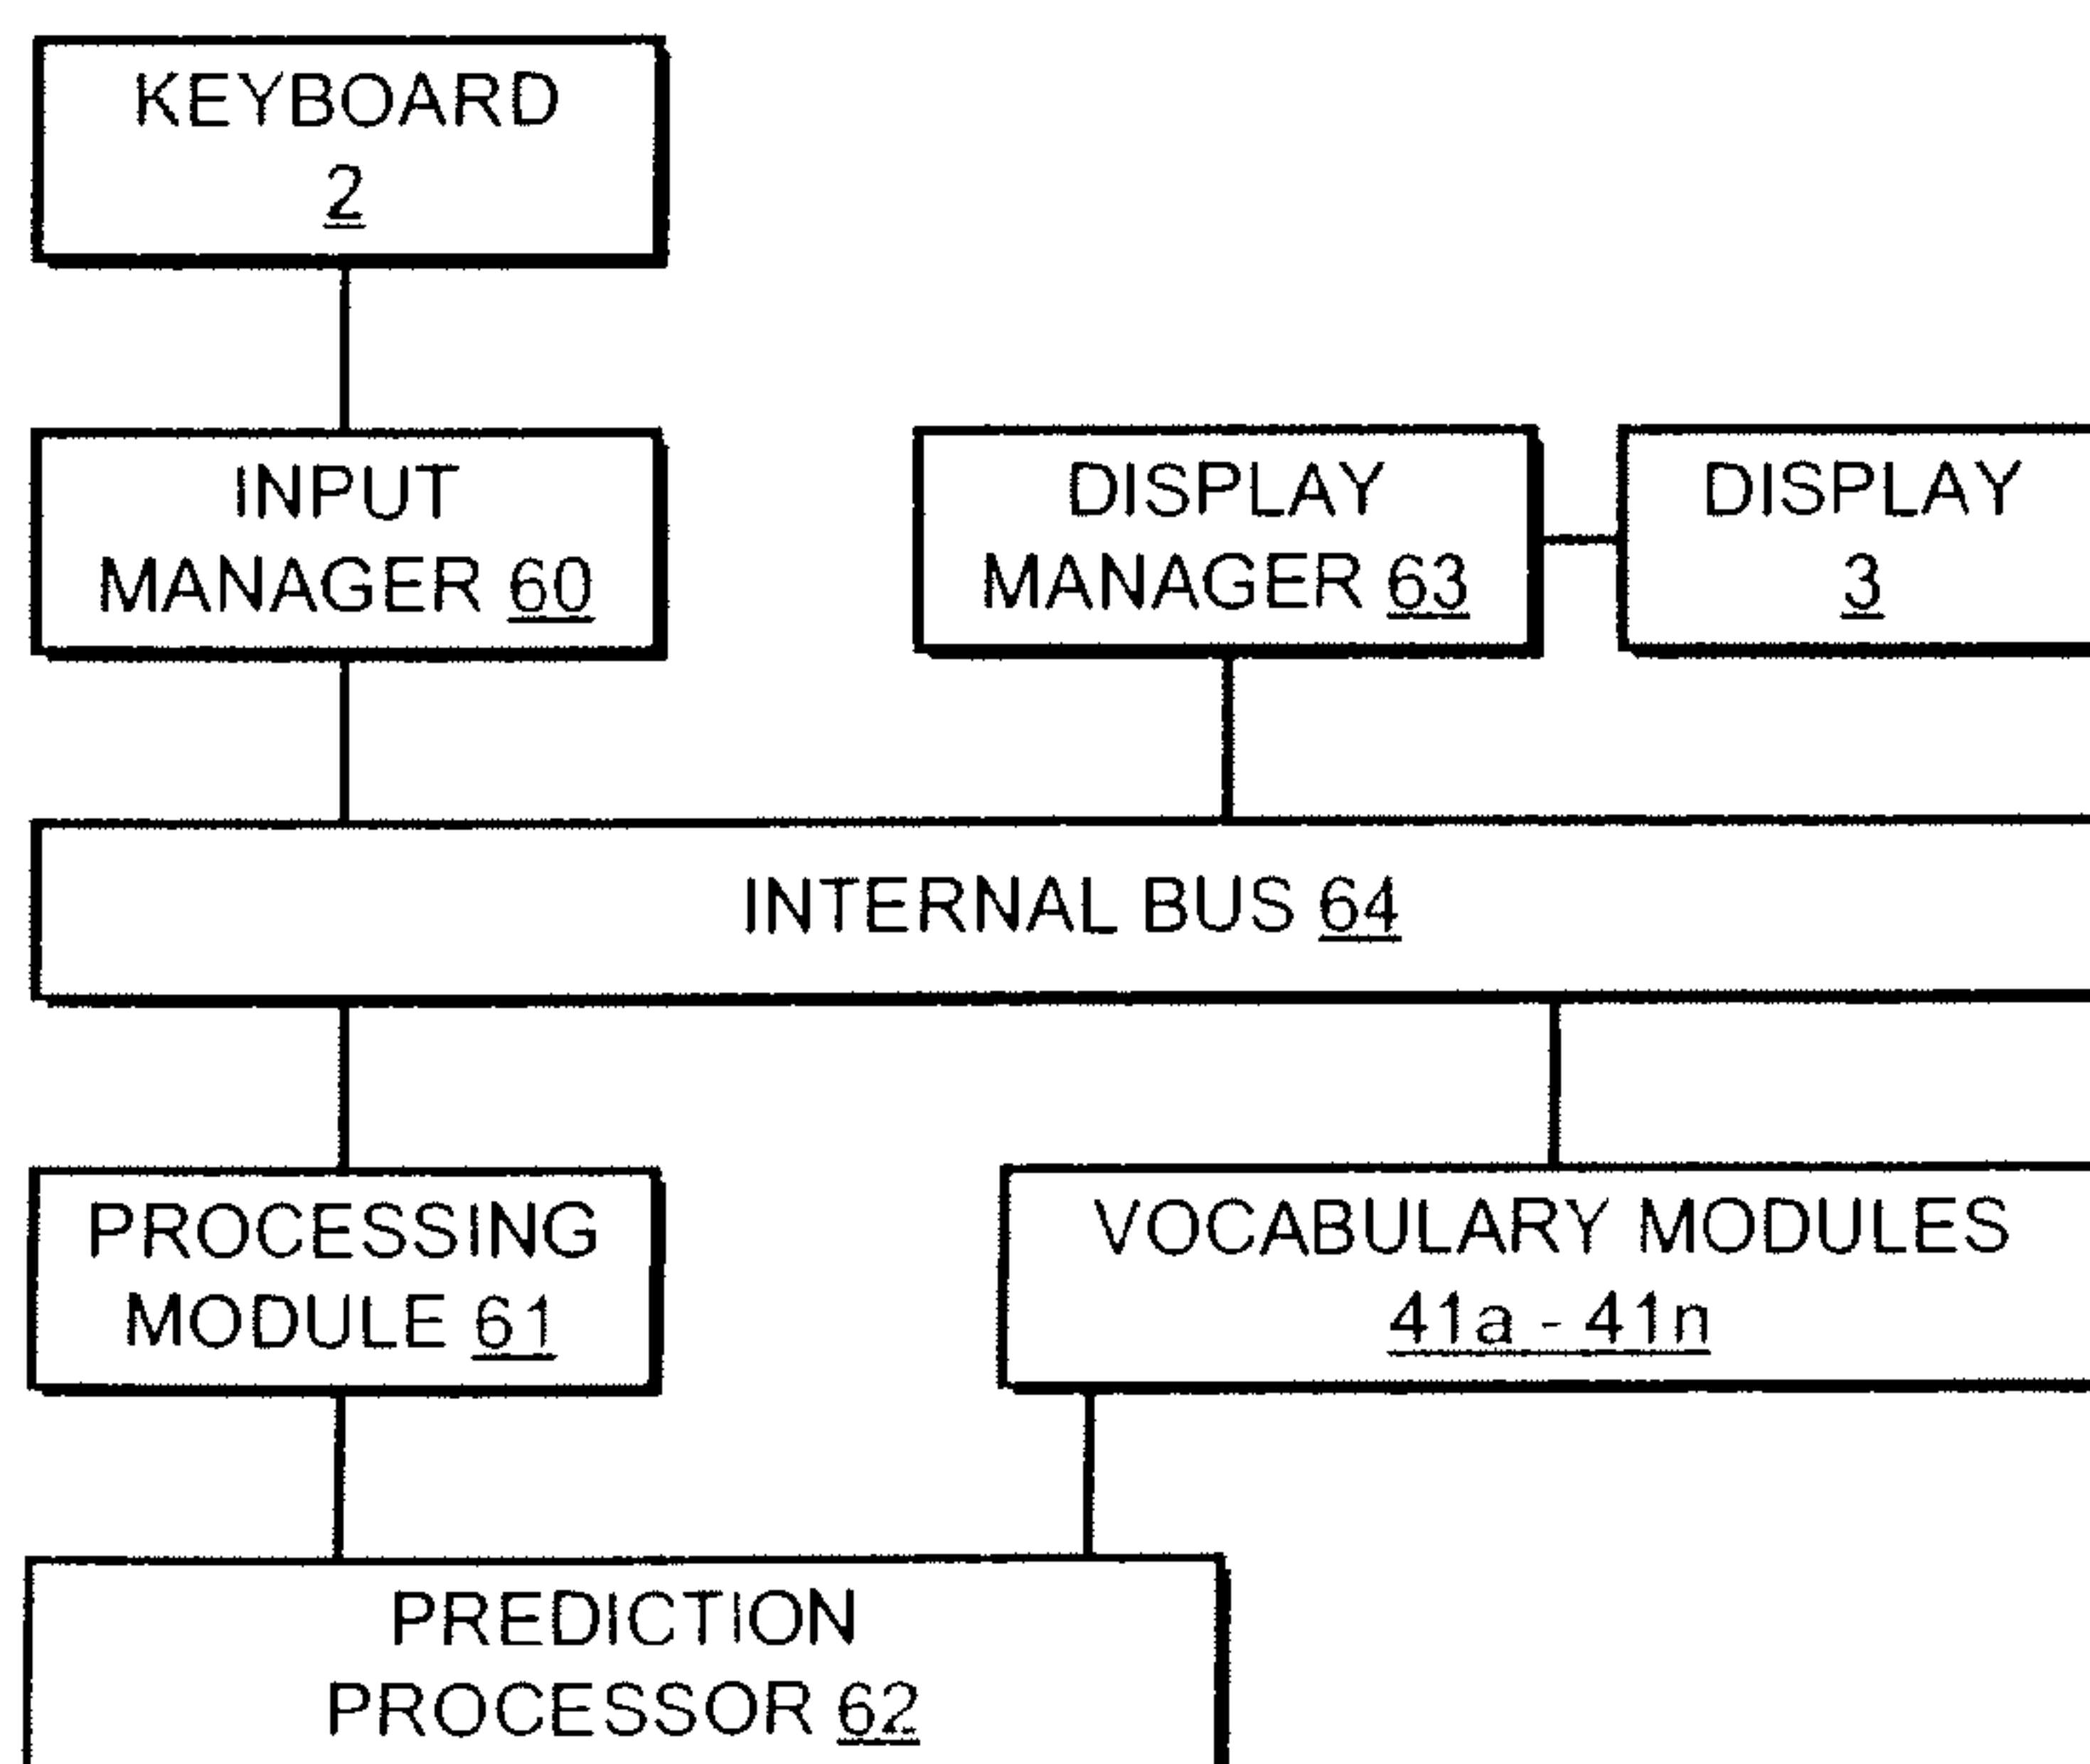 KEYBOARD
2
INPUT
MANAGER 60
DISPLAY
MANAGER 63
DISPLAY
3
INTERNAL BUS 64
PROCESSING
MODULE 61
VOCABULARY MODULES
41a - 41n
PREDICTION
PROCESSOR 62